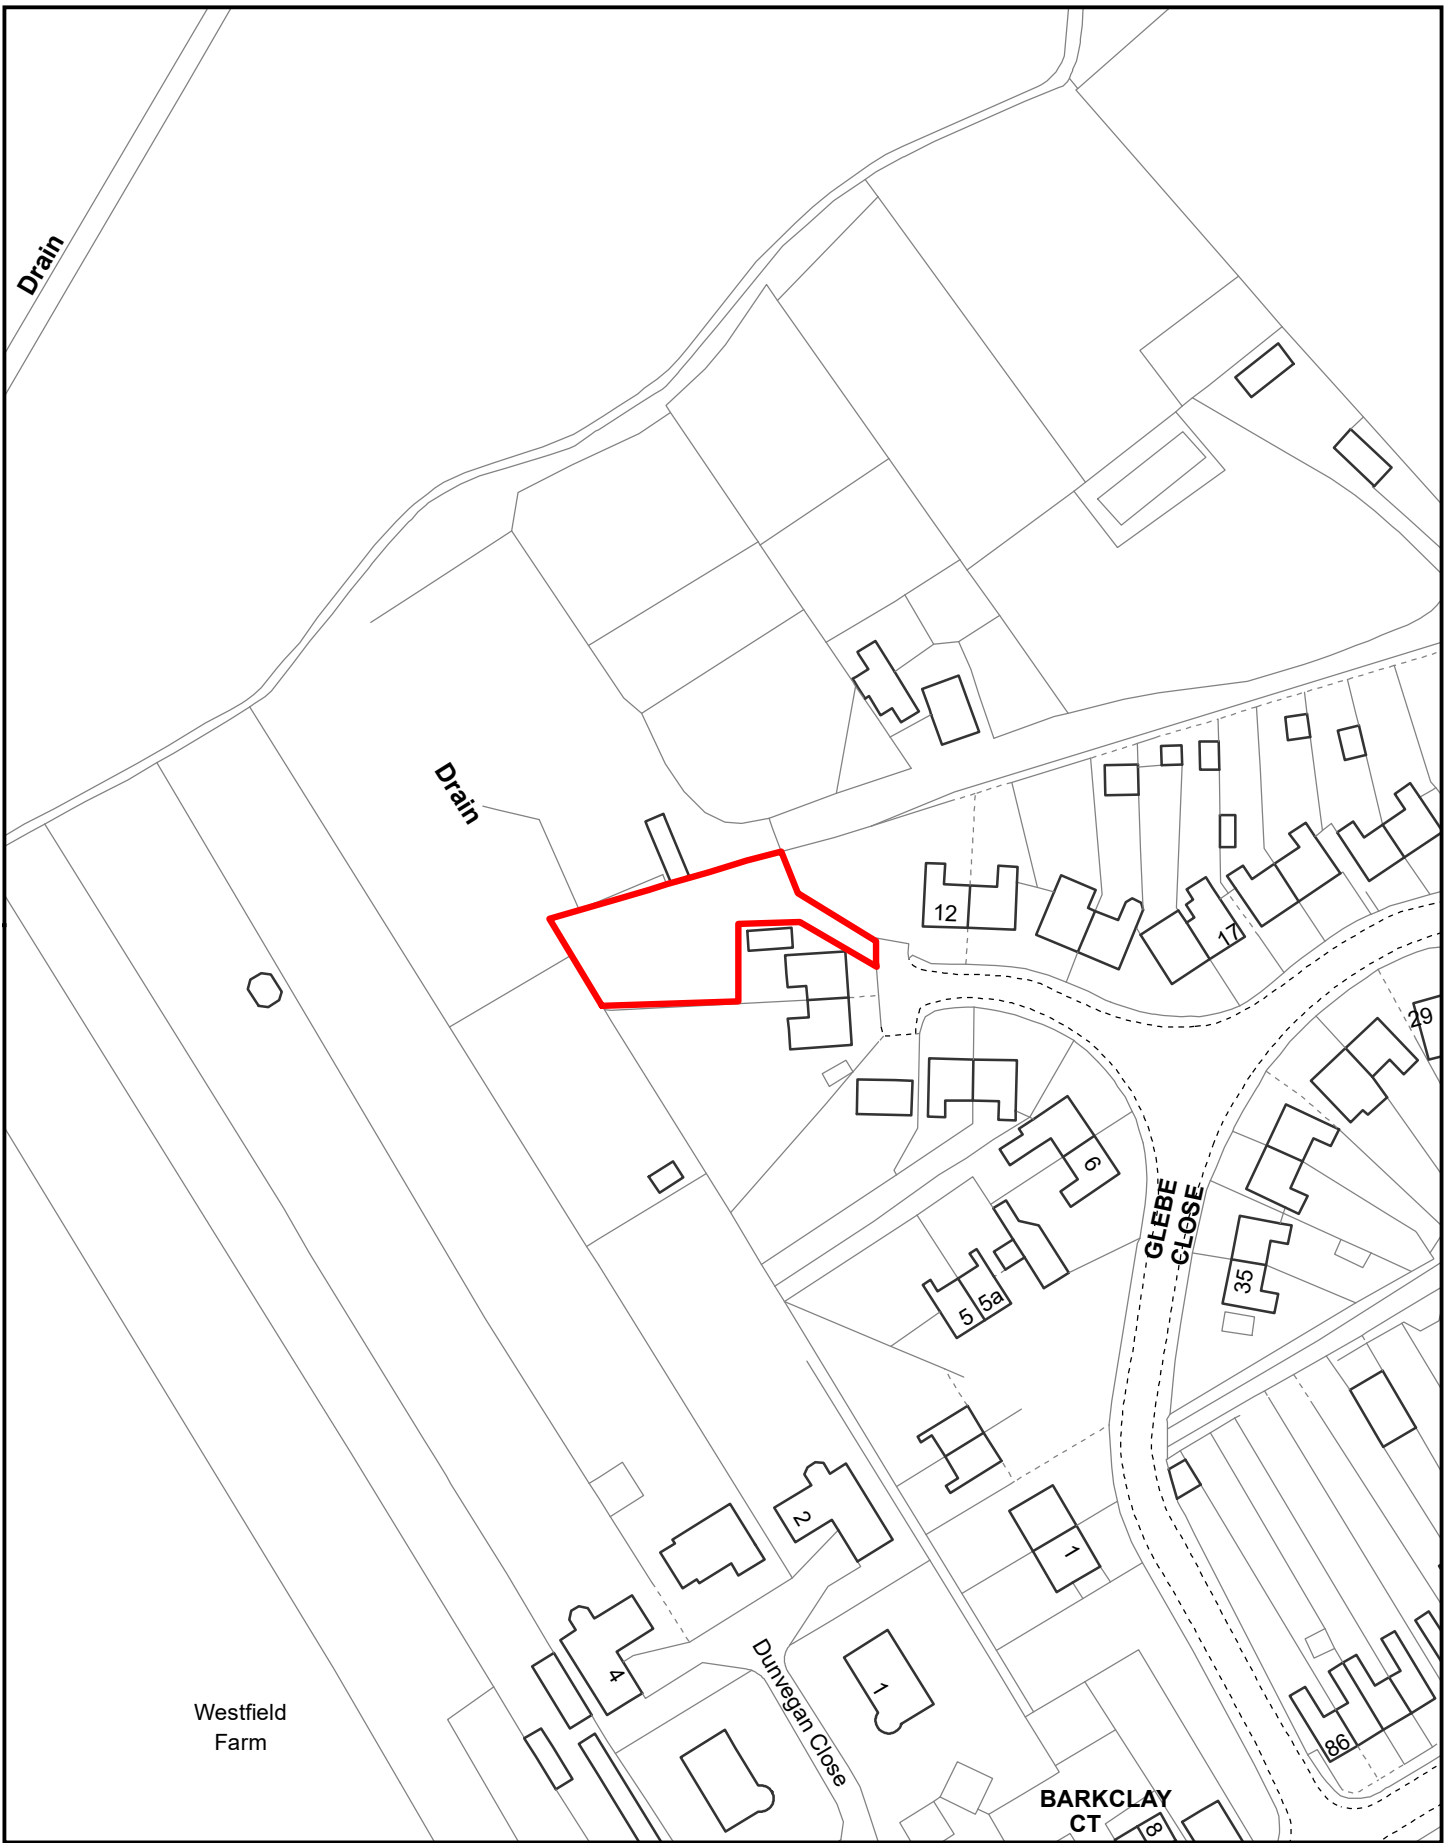 Drain
Drain
12
17
29
6
GLEBE
CLOSE
35
5
5a
2
1
4
1
Dunvegan Close
Westfield
Farm
86
BARKCLAY
CT
8